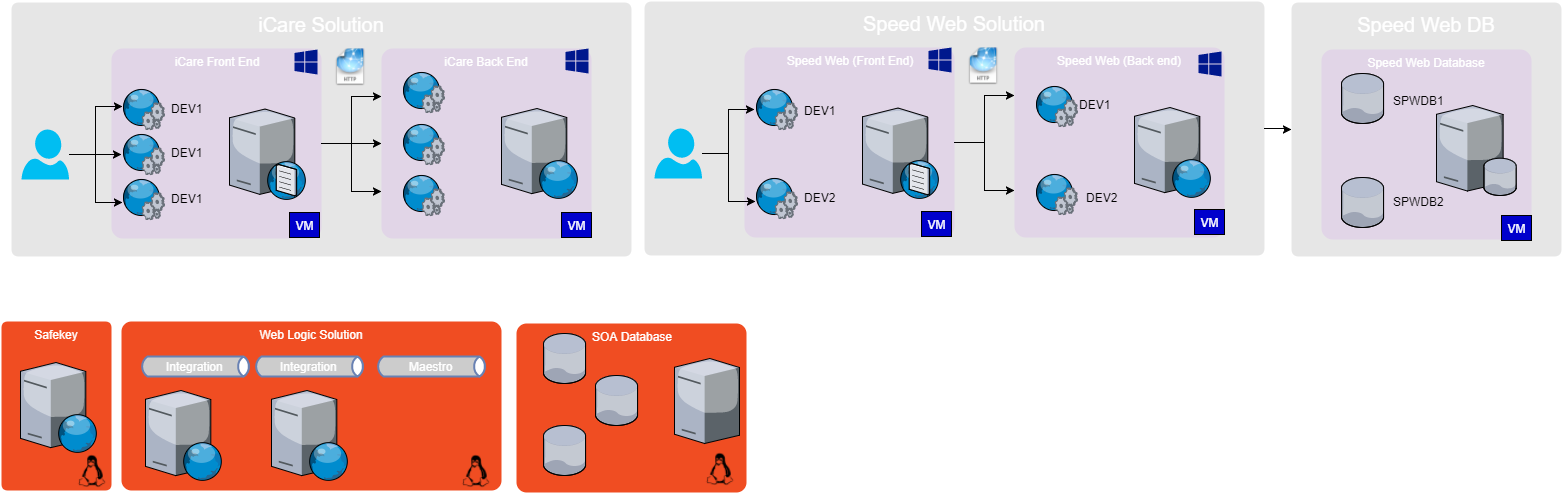 iCare Solution
iCare Front End
HTTP
iCare Back End
DEV1
DEV1
DEV1
VM
VM
Speed Web Solution
Speed Web (Front End)
HTTP
Speed Web (Back end)
DEV1
DEV2
DEV1
DEV2
VM
VM
Speed Web DB
Speed Web Database
SPWDB1
SPWDB2
VM
Safekey
Web Logic Solution
Integration
Integration
Maestro
SOA Database